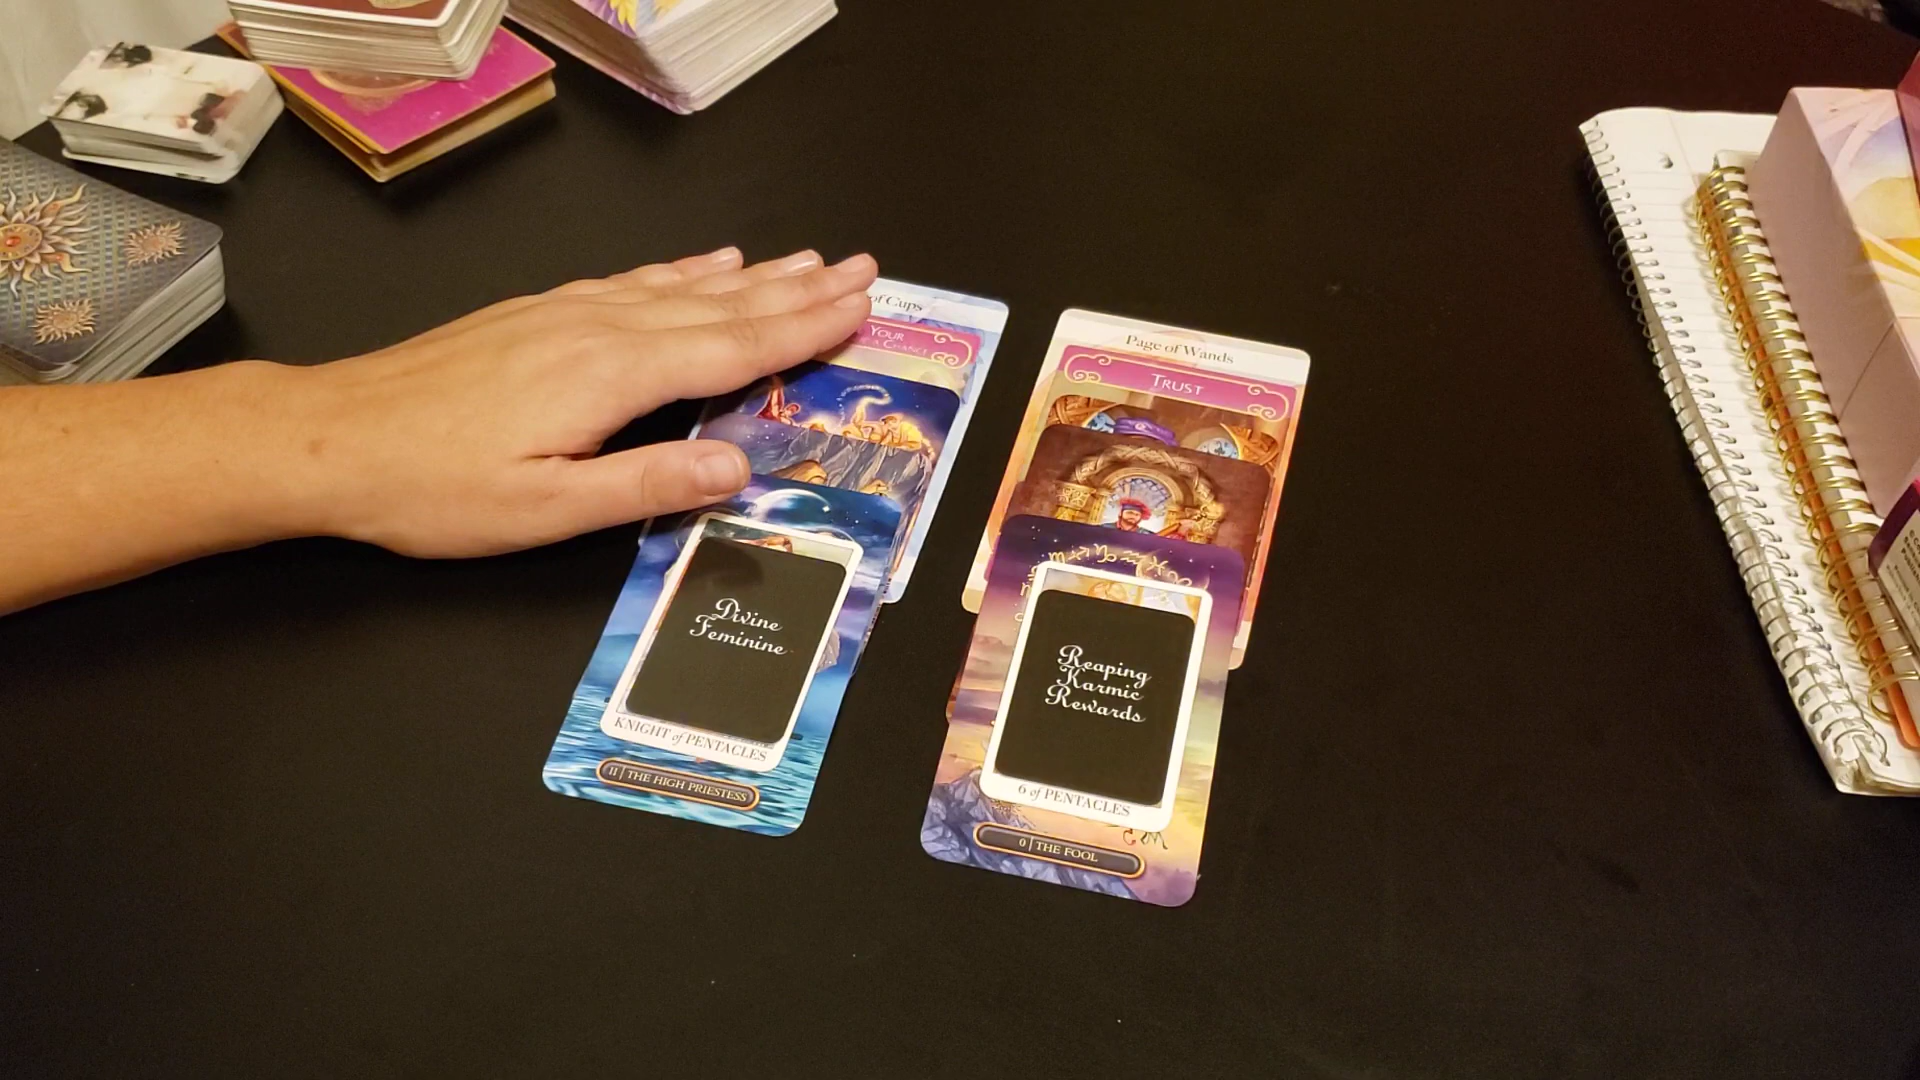 of Cups
Your
e a Chance
Divine
Feminine
KNIGHT of PENTACLES
II | THE HIGH PRIESTESS
Page of Wands
Trust
Reaping
Karmic
Rewards
6 of PENTACLES
0 | THE FOOL